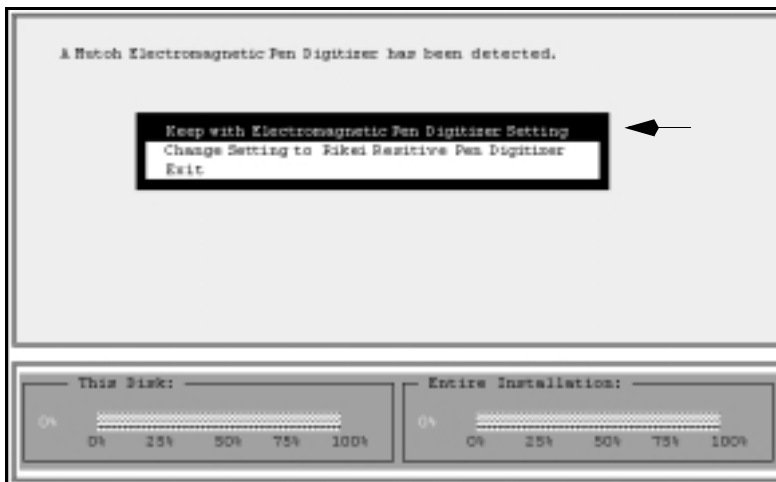 A Mutoh Electromagnetic Pen Digitizer has been detected.
Keep with Electromagnetic Pen Digitizer Setting
Change Setting to Rikei Resitive Pen Digitizer
Exit
This Disk:
Entire Installation:
0%
0%
0% 25% 50% 75% 100%
0% 25% 50% 75% 100%